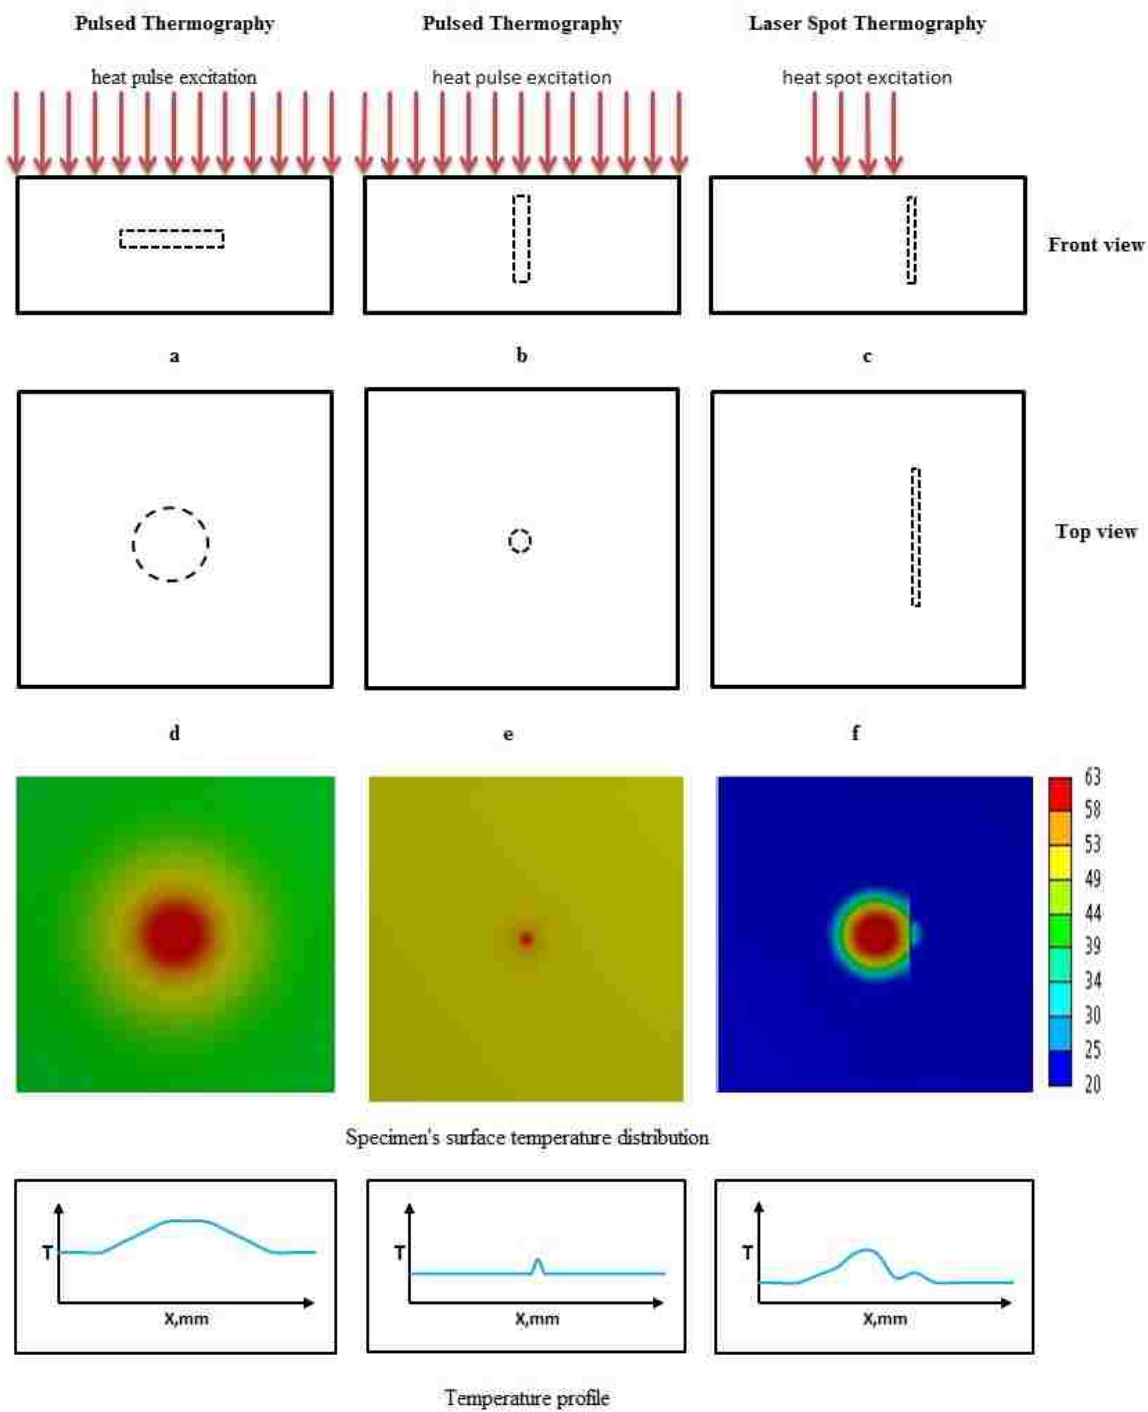 Pulsed Thermography
Pulsed Thermography
Laser Spot Thermography
heat pulse excitation
heat pulse excitation
heat spot excitation
Front view
a
b
c
Top view
d
e
f
63
58
53
49
44
39
34
30
25
20
Specimen's surface temperature distribution
T
X,mm
T
X,mm
T
X,mm
Temperature profile